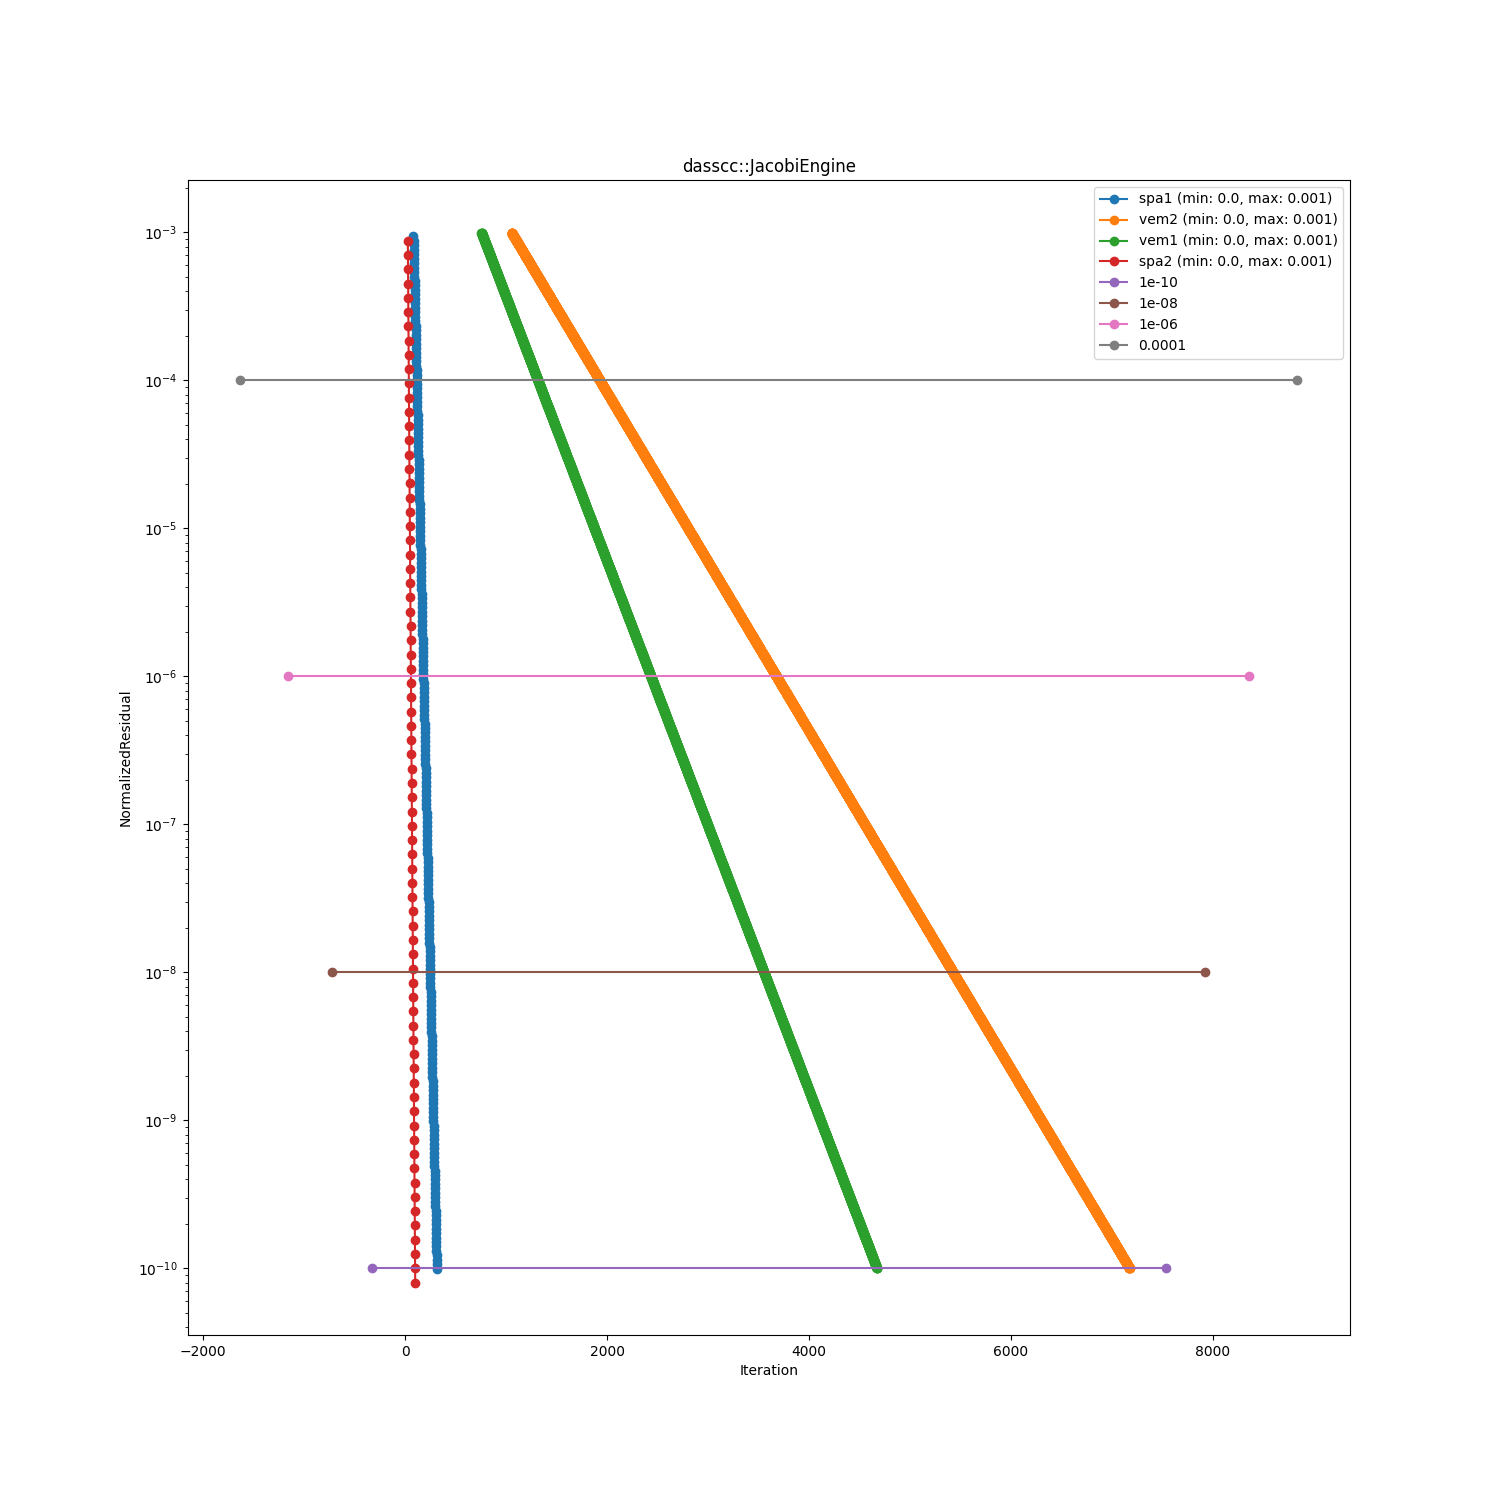 dasscc::JacobiEngine
spa1 (min: 0.0, max: 0.001)
vem2 (min: 0.0, max: 0.001)
vem1 (min: 0.0, max: 0.001)
spa2 (min: 0.0, max: 0.001)
1e-10
1e-08
1e-06
0.0001
NormalizedResidual
10⁻³
10⁻⁴
10⁻⁵
10⁻⁶
10⁻⁷
10⁻⁸
10⁻⁹
10⁻¹⁰
−2000 0 2000 4000 6000 8000
Iteration